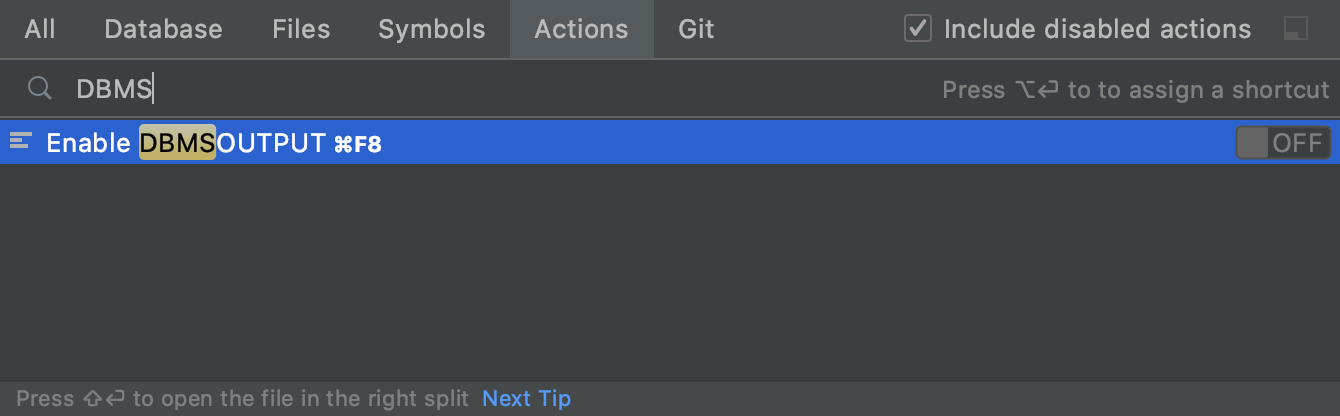 All Database Files Symbols Actions Git Include disabled actions
DBMS Press ⌥⏎ to to assign a shortcut
Enable DBMSOUTPUT ⌘F8 OFF
Press ⇧⏎ to open the file in the right split Next Tip